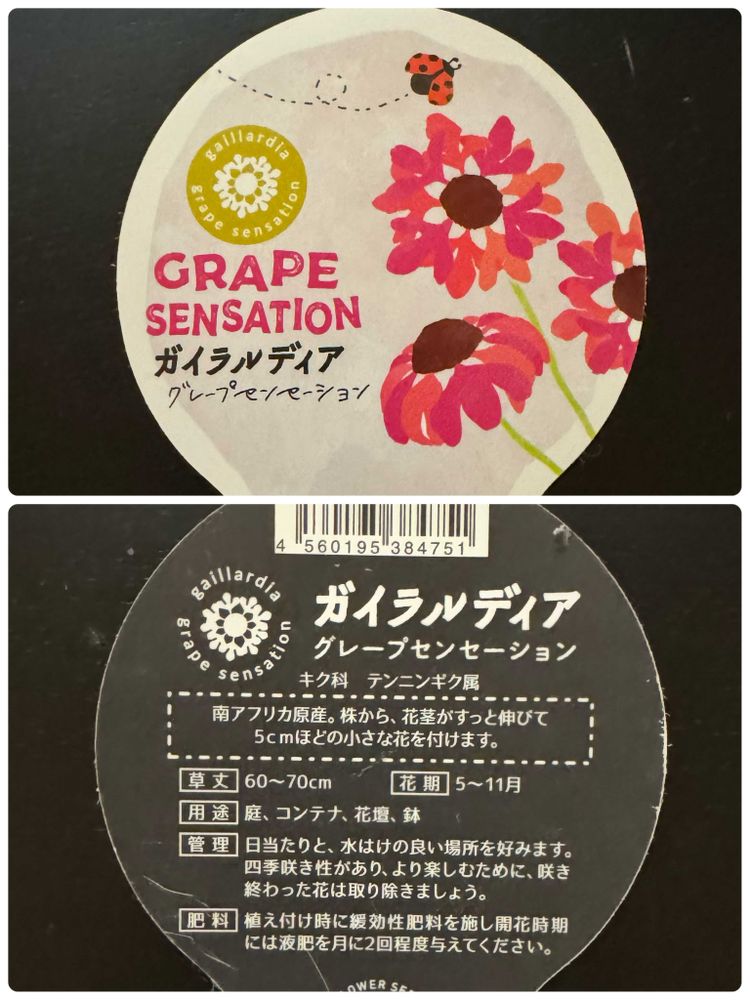 gaillardia
grape sensation
GRAPE
SENSATION
ガイラルディア
グレープセンセーション
4 560195 384751
gaillardia
grape sensation
ガイラルディア
グレープセンセーション
キク科 テンニンギク属
南アフリカ原産。株から、花茎がすっと伸びて
5cmほどの小さな花を付けます。
草丈 60〜70cm 花期 5〜11月
用途 庭、コンテナ、花壇、鉢
管理 日当たりと、水はけの良い場所を好みます。
四季咲き性があり、より楽しむために、咲き
終わった花は取り除きましょう。
肥料 植え付け時に緩効性肥料を施し開花時期
には液肥を月に2回程度与えてください。